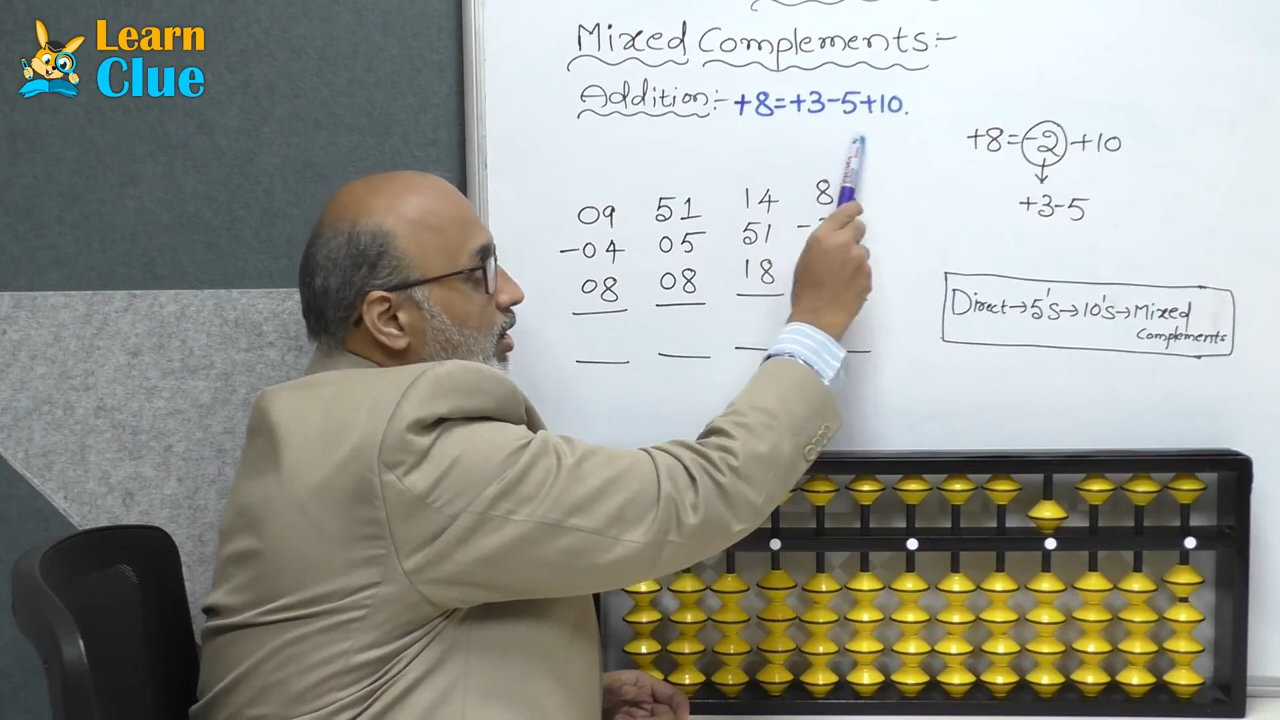 Learn
Clue
Mixed Complements:-
Addition:- +8=+3-5+10.
+8=-2+10
+3-5
09 51 14 8
-04 05 51 -
08 08 18
Direct→5's→10's→Mixed
Complements